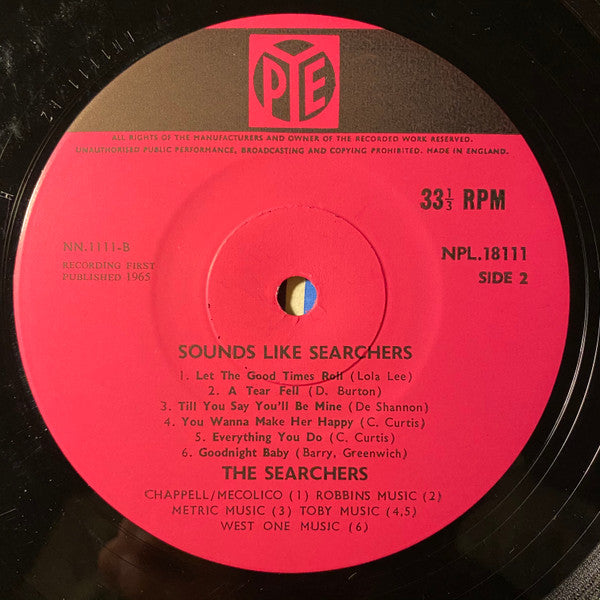 PYE
ALL RIGHTS OF THE MANUFACTURERS AND OWNER OF THE RECORDED WORK RESERVED.
UNAUTHORISED PUBLIC PERFORMANCE, BROADCASTING AND COPYING PROHIBITED. MADE IN ENGLAND.
33⅓ RPM
NN.1111-B
RECORDING FIRST
PUBLISHED 1965
NPL.18111
SIDE 2
SOUNDS LIKE SEARCHERS
1. Let The Good Times Roll (Lola Lee)
2. A Tear Fell (D. Burton)
3. Till You Say You'll Be Mine (De Shannon)
4. You Wanna Make Her Happy (C. Curtis)
5. Everything You Do (C. Curtis)
6. Goodnight Baby (Barry, Greenwich)
THE SEARCHERS
CHAPPELL/MECOLICO (1) ROBBINS MUSIC (2)
METRIC MUSIC (3) TOBY MUSIC (4,5)
WEST ONE MUSIC (6)